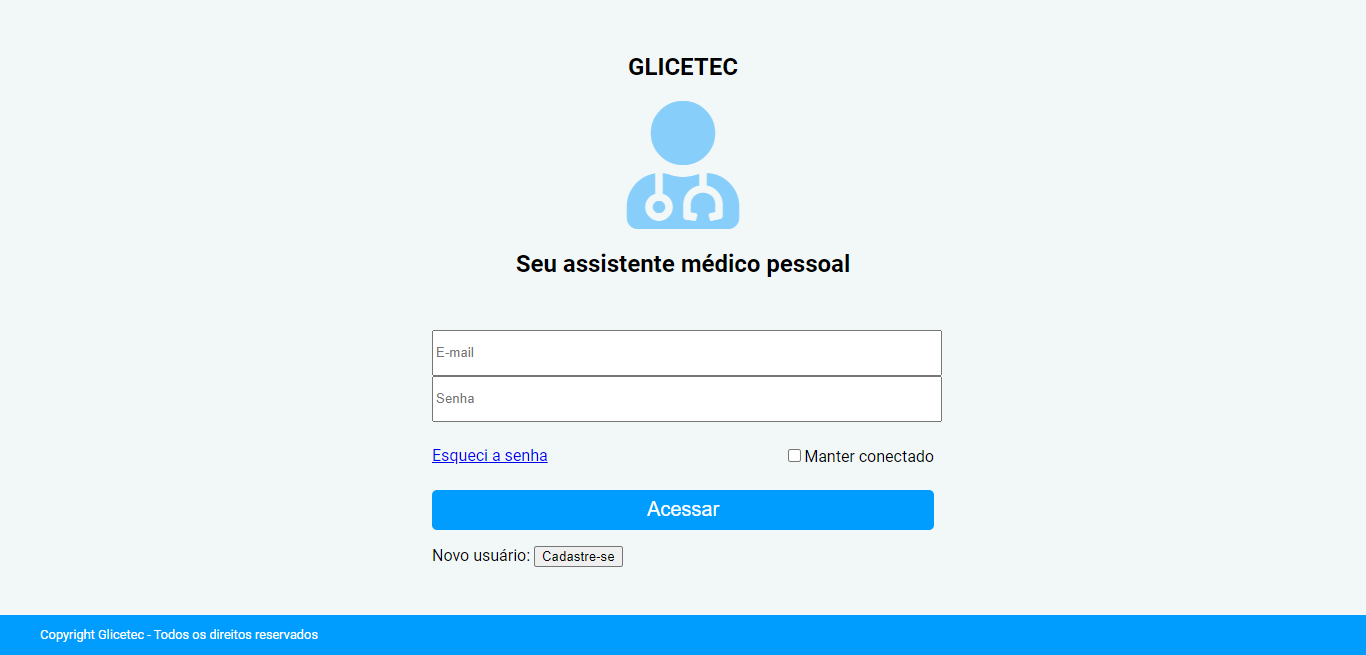 GLICETEC
Seu assistente médico pessoal
E-mail
Senha
Esqueci a senha Manter conectado
Acessar
Novo usuário: Cadastre-se
Copyright Glicetec - Todos os direitos reservados